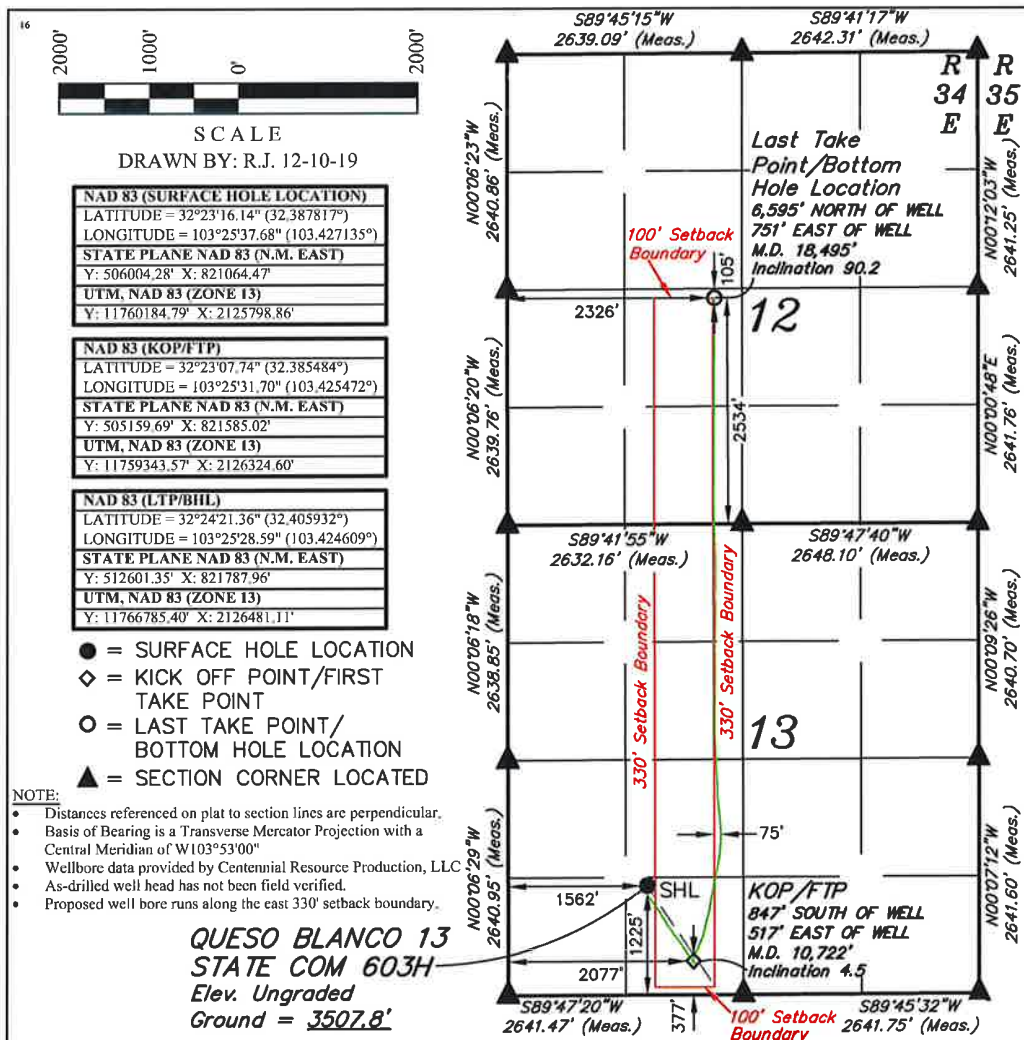 16
2000'
1000'
0'
2000'
SCALE
DRAWN BY: R.J. 12-10-19
NAD 83 (SURFACE HOLE LOCATION)
LATITUDE = 32°23'16.14" (32.387817°)
LONGITUDE = 103°25'37.68" (103.427135°)
STATE PLANE NAD 83 (N.M. EAST)
Y: 506004.28' X: 821064.47'
UTM, NAD 83 (ZONE 13)
Y: 11760184.79' X: 2125798.86'
NAD 83 (KOP/FTP)
LATITUDE = 32°23'07.74" (32.385484°)
LONGITUDE = 103°25'31.70" (103.425472°)
STATE PLANE NAD 83 (N.M. EAST)
Y: 505159.69' X: 821585.02'
UTM, NAD 83 (ZONE 13)
Y: 11759343.57' X: 2126324.60'
NAD 83 (LTP/BHL)
LATITUDE = 32°24'21.36" (32.405932°)
LONGITUDE = 103°25'28.59" (103.424609°)
STATE PLANE NAD 83 (N.M. EAST)
Y: 512601.35' X: 821787.96'
UTM, NAD 83 (ZONE 13)
Y: 11766785.40' X: 2126481.11'
= SURFACE HOLE LOCATION
= KICK OFF POINT/FIRST
TAKE POINT
= LAST TAKE POINT/
BOTTOM HOLE LOCATION
= SECTION CORNER LOCATED
NOTE:
• Distances referenced on plat to section lines are perpendicular.
• Basis of Bearing is a Transverse Mercator Projection with a
Central Meridian of W103°53'00"
• Wellbore data provided by Centennial Resource Production, LLC
• As-drilled well head has not been field verified.
• Proposed well bore runs along the east 330' setback boundary.
QUESO BLANCO 13
STATE COM 603H
Elev. Ungraded
Ground = 3507.8'
S89°45'15"W
2639.09' (Meas.)
S89°41'17"W
2642.31' (Meas.)
R
34
E
R
35
E
N00°06'23"W
2640.86' (Meas.)
N00°12'03"W
2641.25' (Meas.)
Last Take
Point/Bottom
Hole Location
6,595' NORTH OF WELL
751' EAST OF WELL
M.D. 18,495'
Inclination 90.2
100' Setback
Boundary
105'
2326'
12
N00°06'20"W
2639.76' (Meas.)
2534'
N00°00'48"E
2641.76' (Meas.)
S89°41'55"W
2632.16' (Meas.)
S89°47'40"W
2648.10' (Meas.)
N00°06'18"W
2638.85' (Meas.)
330' Setback Boundary
330' Setback Boundary
13
N00°09'26"W
2640.70' (Meas.)
75'
N00°06'29"W
2640.95' (Meas.)
1562'
SHL
1225'
2077'
KOP/FTP
847' SOUTH OF WELL
517' EAST OF WELL
M.D. 10,722'
Inclination 4.5
N00°07'12"W
2641.60' (Meas.)
S89°47'20"W
2641.47' (Meas.)
377'
100' Setback
Boundary
S89°45'32"W
2641.75' (Meas.)